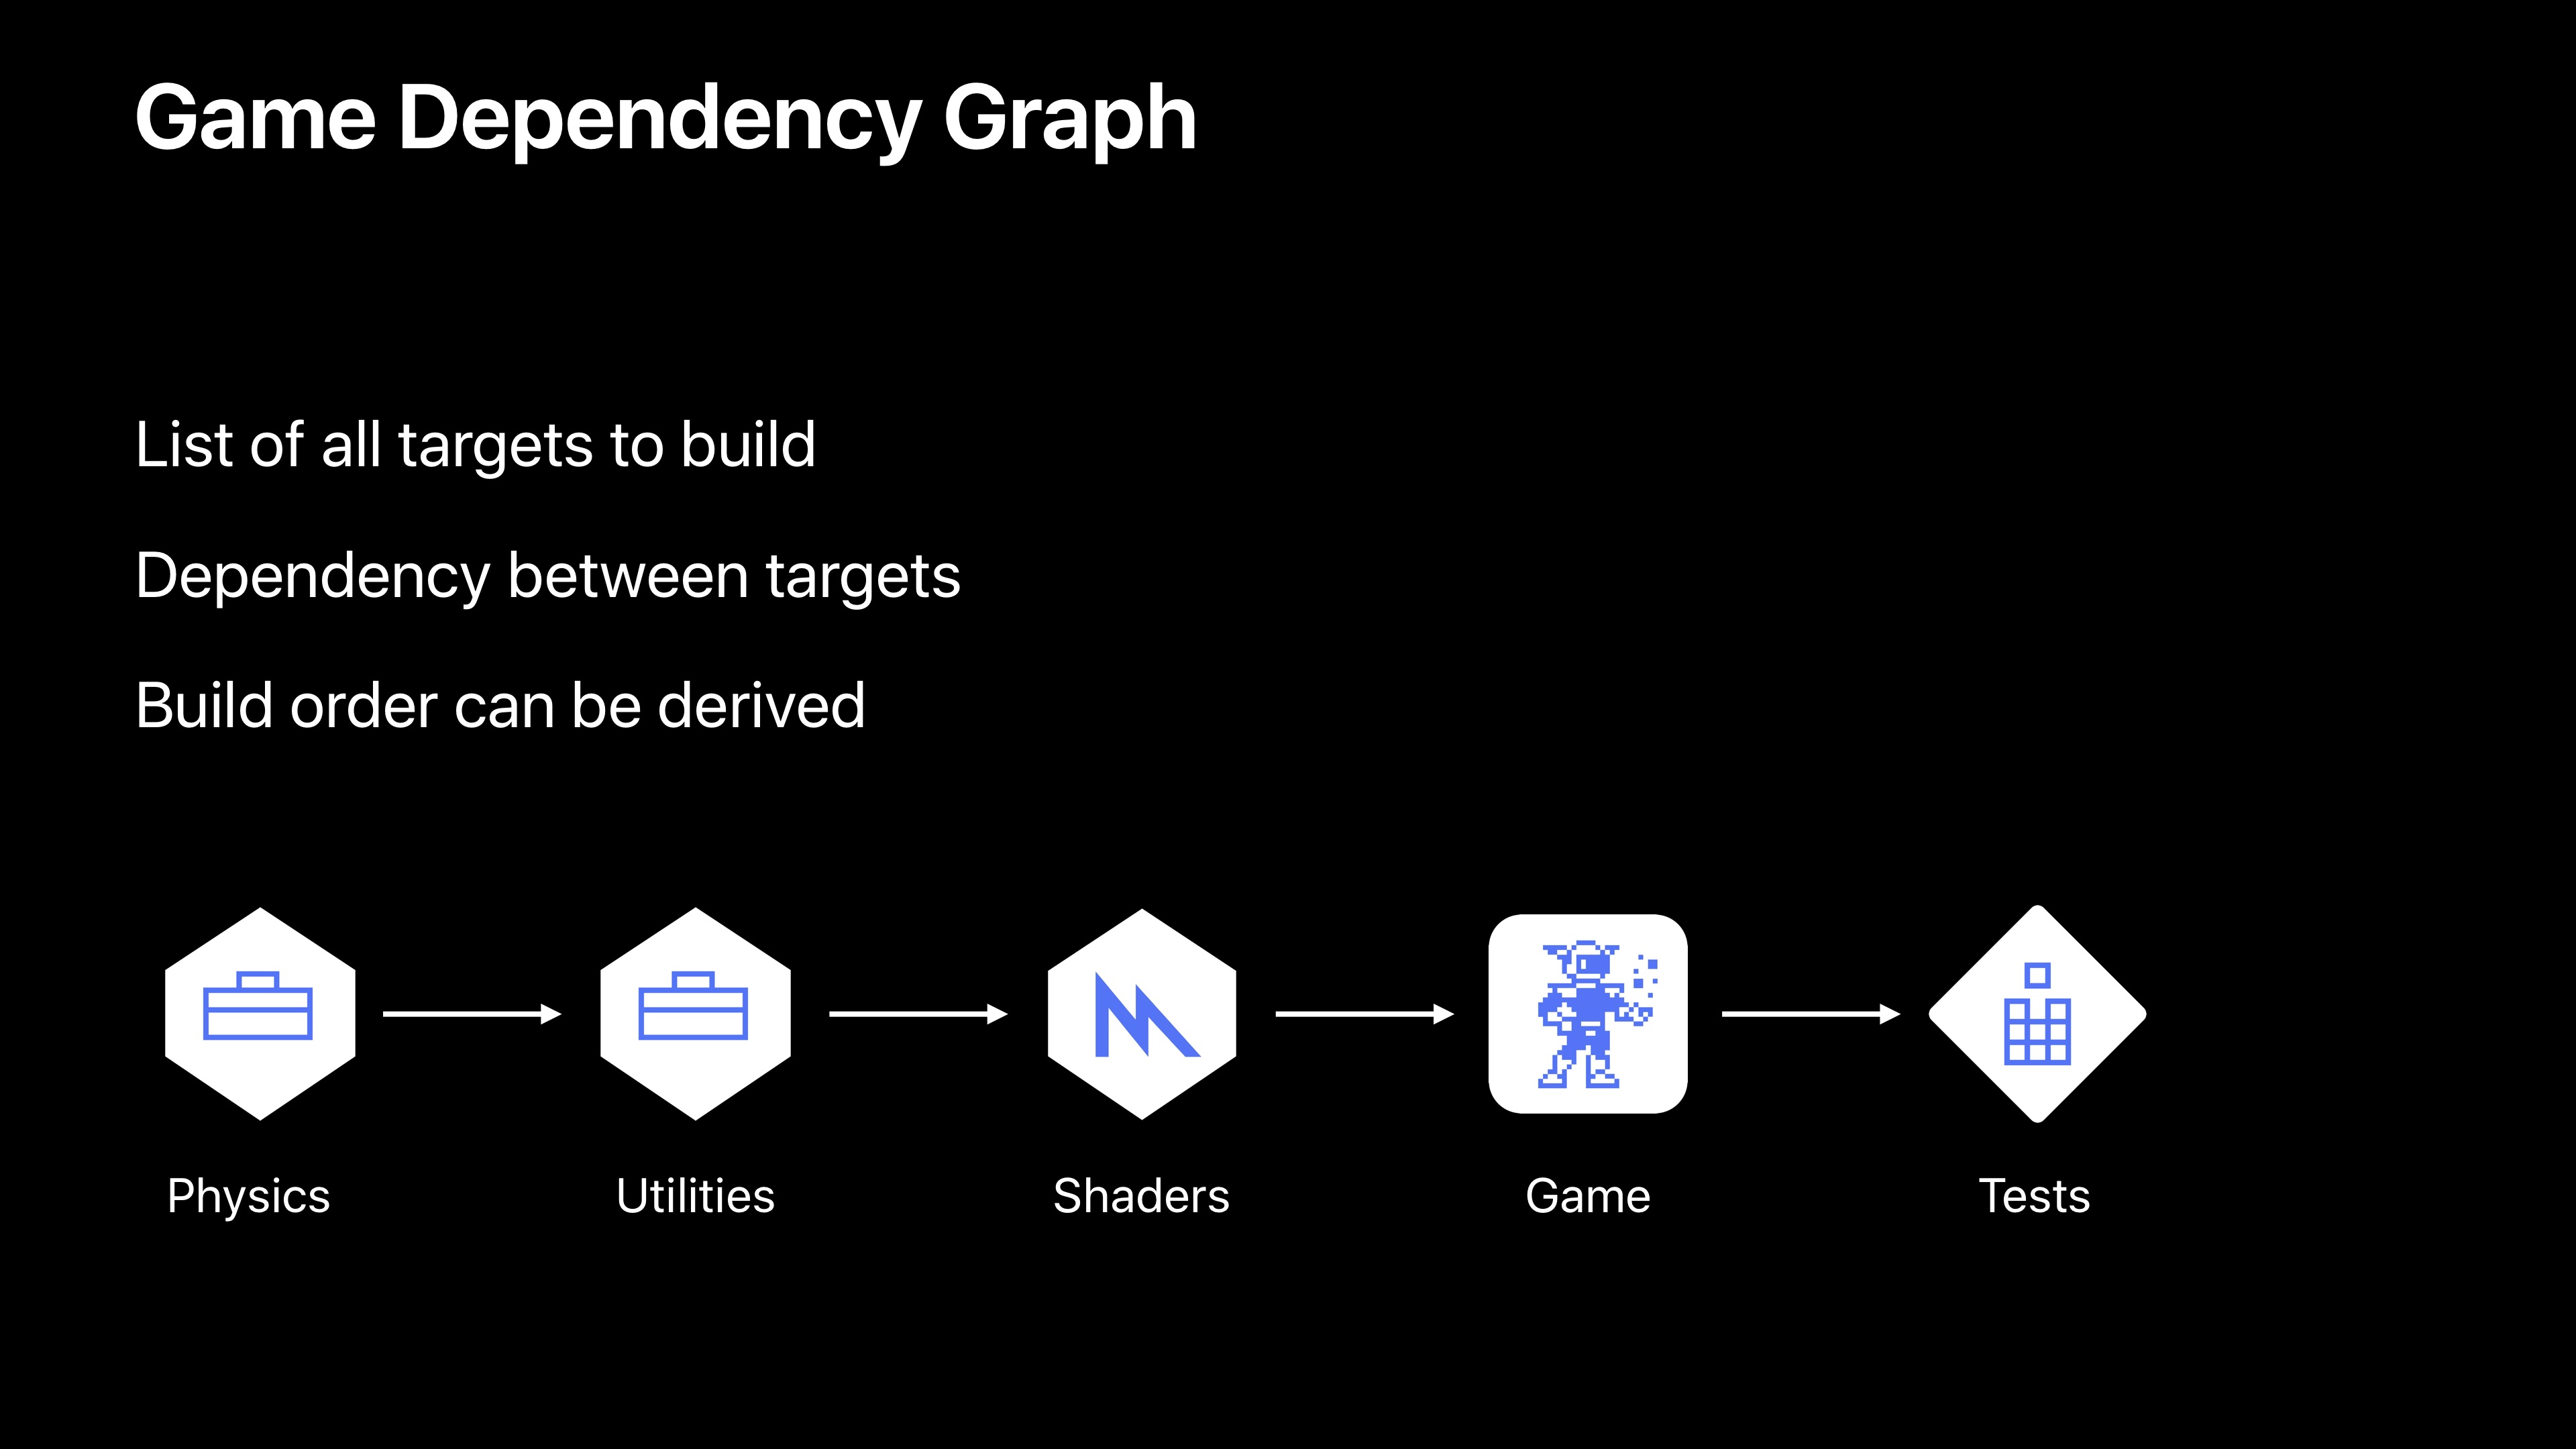 Game Dependency Graph
List of all targets to build
Dependency between targets
Build order can be derived
Physics
Utilities
Shaders
Game
Tests